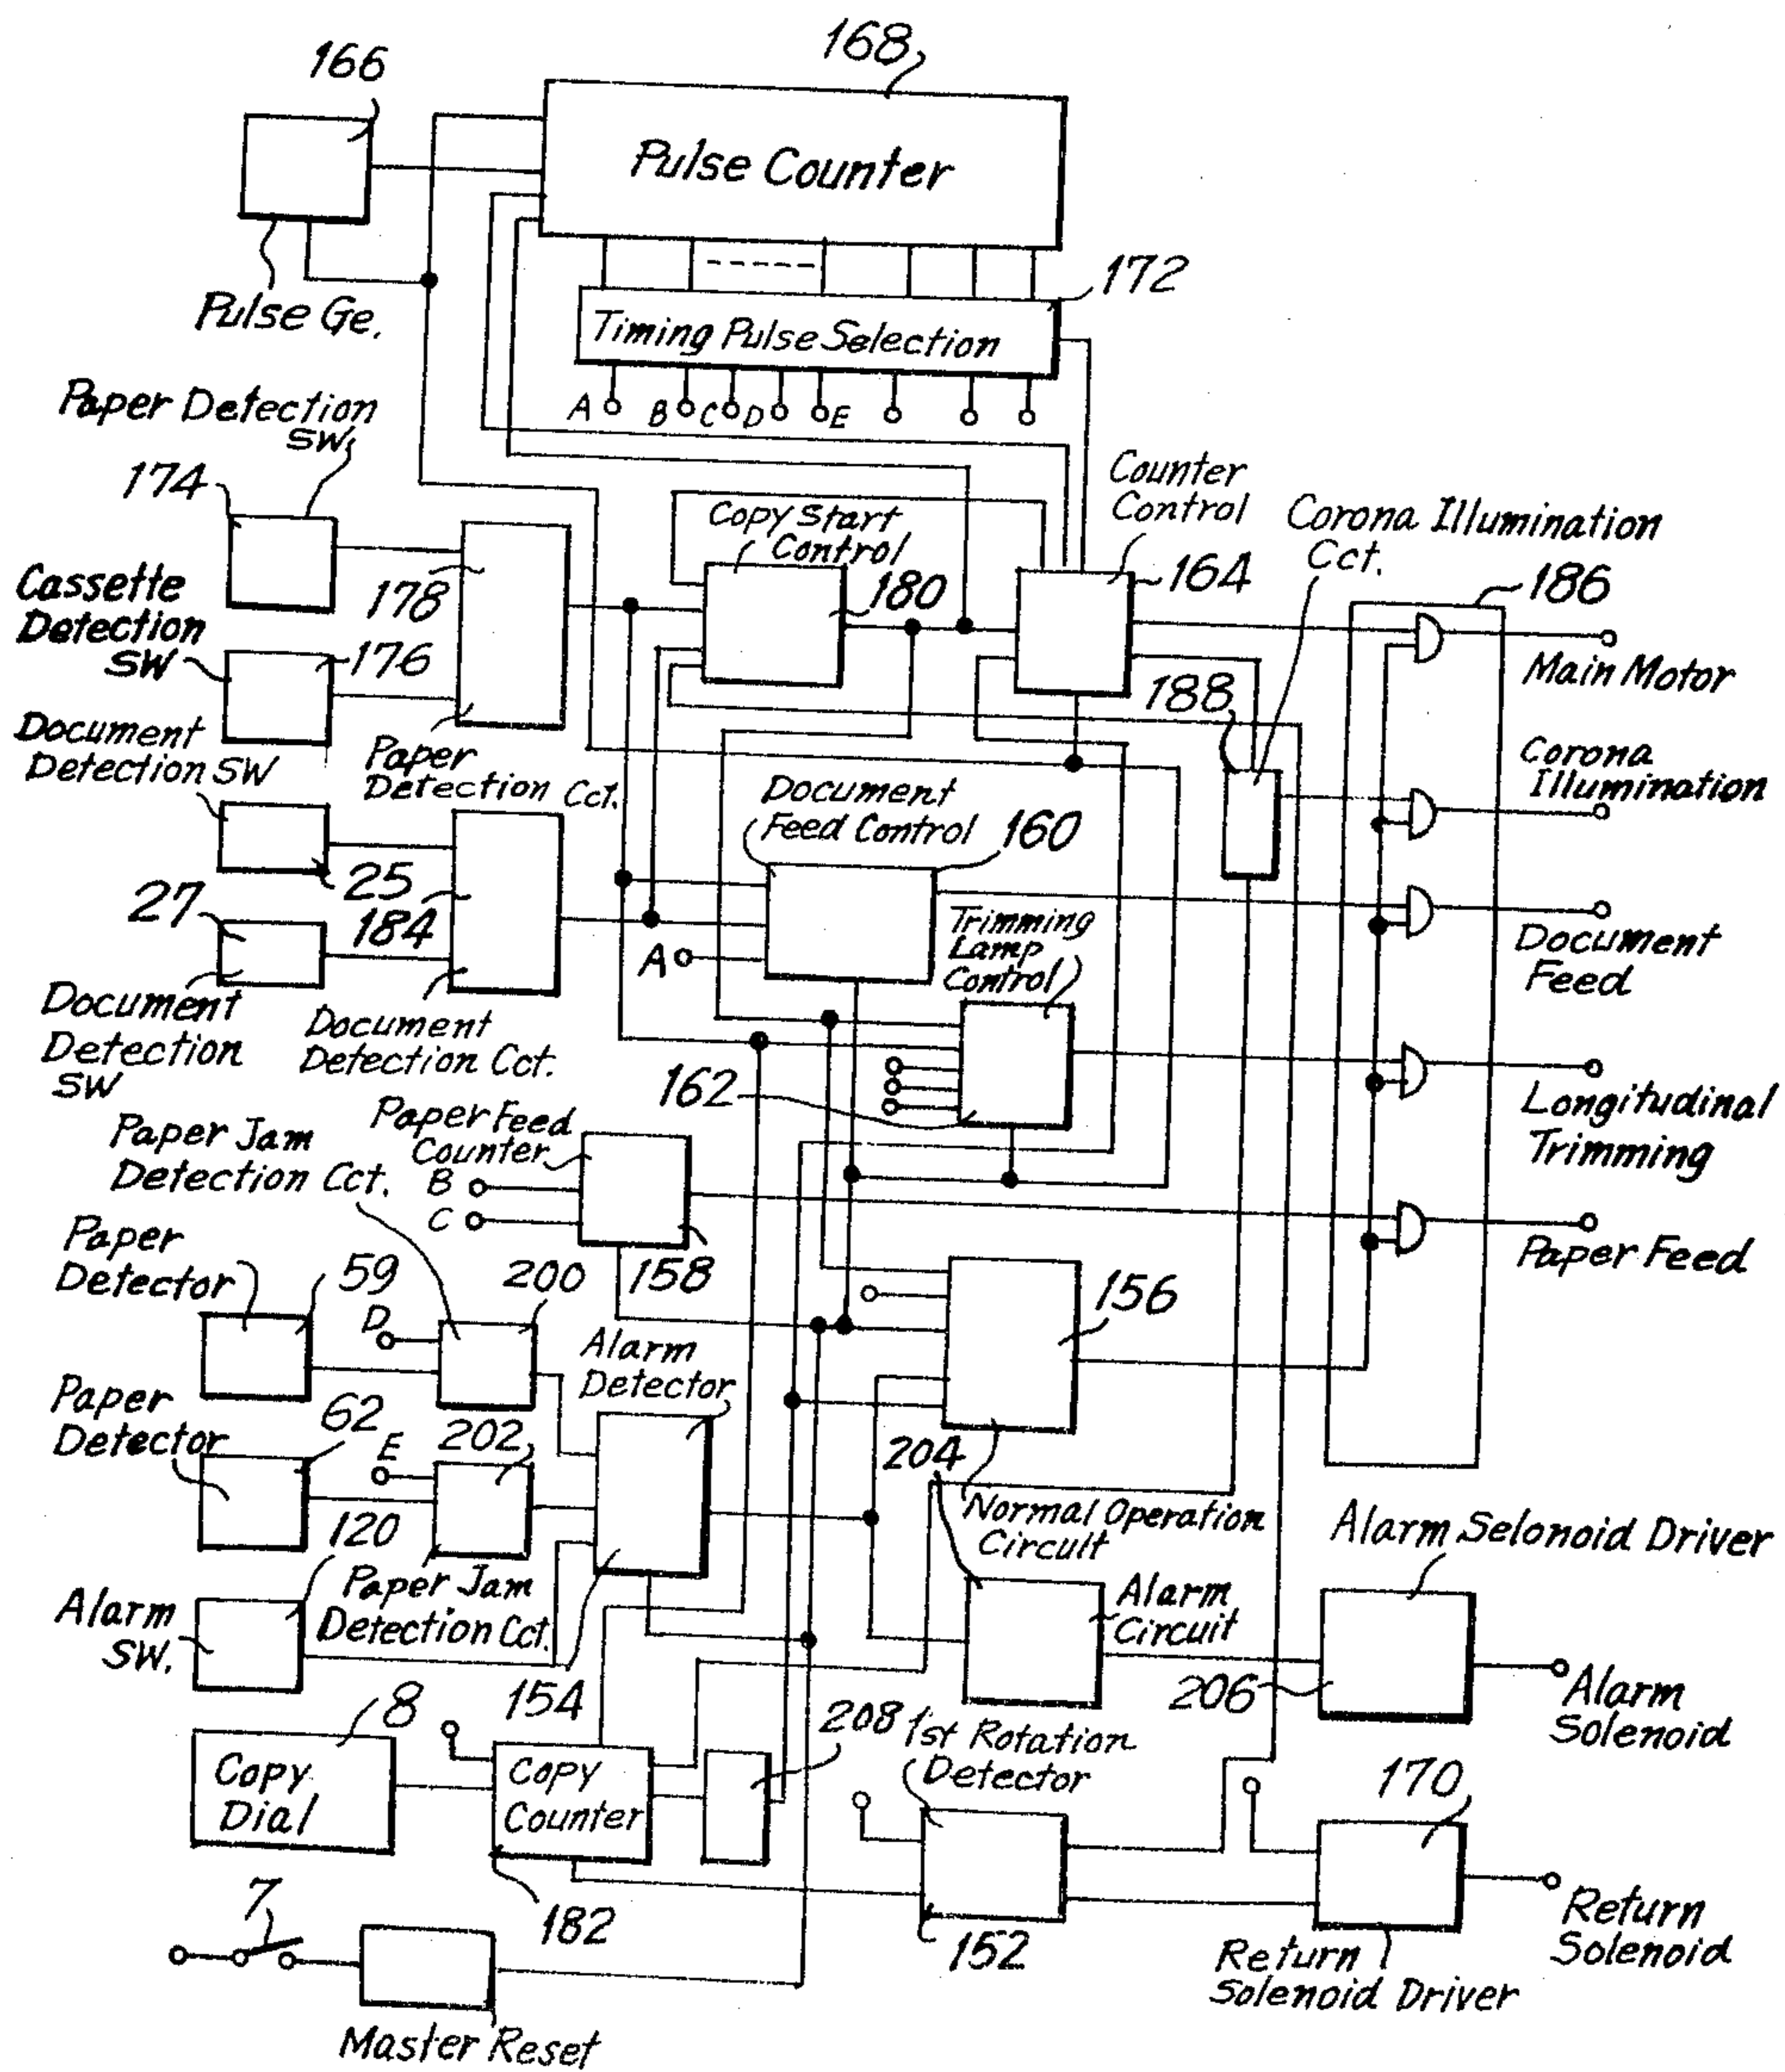 168
166
Pulse Counter
Pulse Ge.
172
Timing Pulse Selection
A B C D E
Paper Detection
SW.
174
Counter
Control
Copy Start
Control
Corona Illumination
Cct.
178
180
164
186
Cassette
Detection
SW
176
Main Motor
188
Document
Detection SW
Paper
Detection Cct.
Corona
Illumination
Document
Feed Control
160
25
27
184
Trimming
Lamp
Control
A
Document
Feed
Document
Detection
SW
Document
Detection Cct.
162
Longitudinal
Trimming
Paper Feed
Counter
Paper Jam
Detection Cct.
B
C
Paper
Detector
59
158
200
Paper Feed
156
D
Alarm
Detector
Paper
Detector
62
E
202
204
120
Normal Operation
Circuit
Alarm Selonoid Driver
Paper Jam
Detection Cct.
Alarm
SW.
Alarm
Circuit
154
206
Alarm
Solenoid
8
208
1st Rotation
Detector
Copy
Dial
Copy
Counter
170
7
182
152
Return
Solenoid Driver
Return
Solenoid
Master Reset